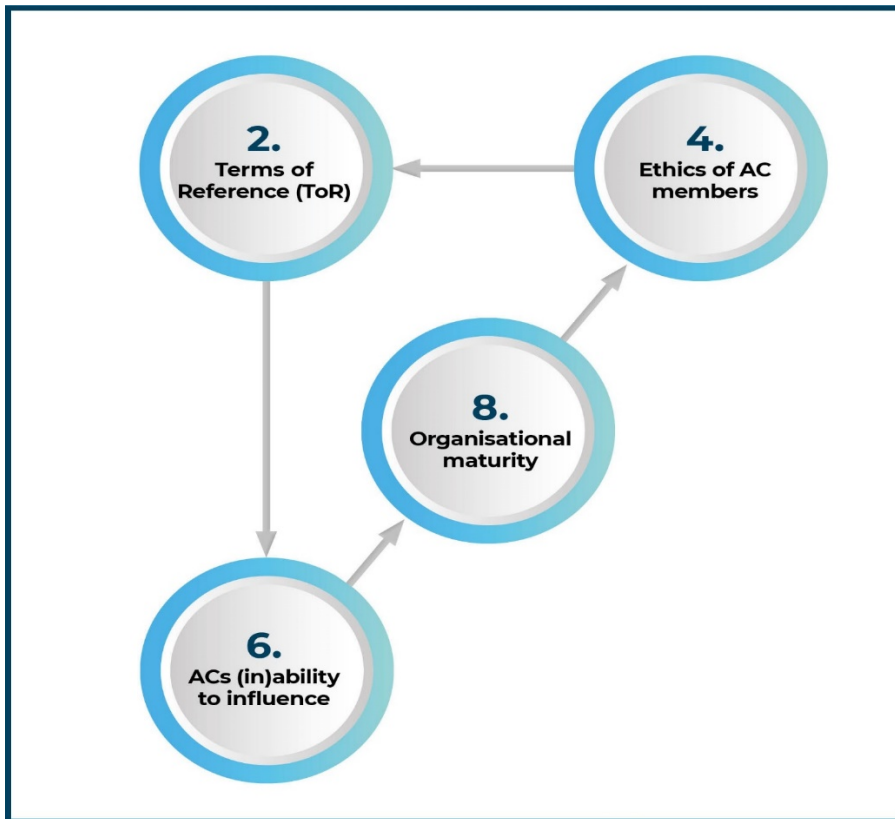 2.
Terms of
Reference (ToR)
4.
Ethics of AC
members
8.
Organisational
maturity
6.
ACs (in)ability
to influence